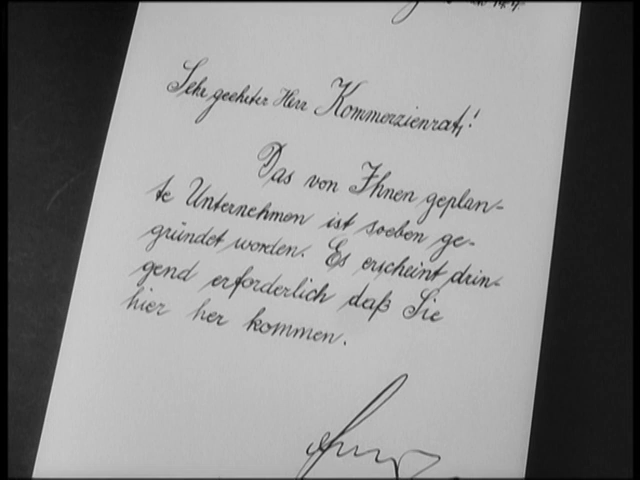 Sehr geehrter Herr Kommerzienrat!
Das von Ihnen geplan-
te Unternehmen ist soeben ge-
gründet worden. Es erscheint drin-
gend erforderlich daß Sie
hier her kommen.